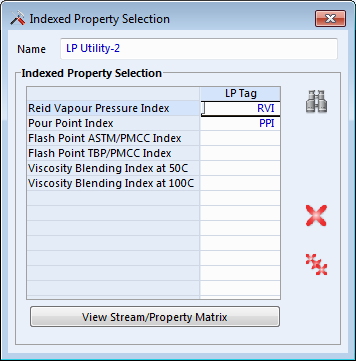 Indexed Property Selection
Name LP Utility-2
Indexed Property Selection
LP Tag
Reid Vapour Pressure Index RVI
Pour Point Index PPI
Flash Point ASTM/PMCC Index
Flash Point TBP/PMCC Index
Viscosity Blending Index at 50C
Viscosity Blending Index at 100C
View Stream/Property Matrix